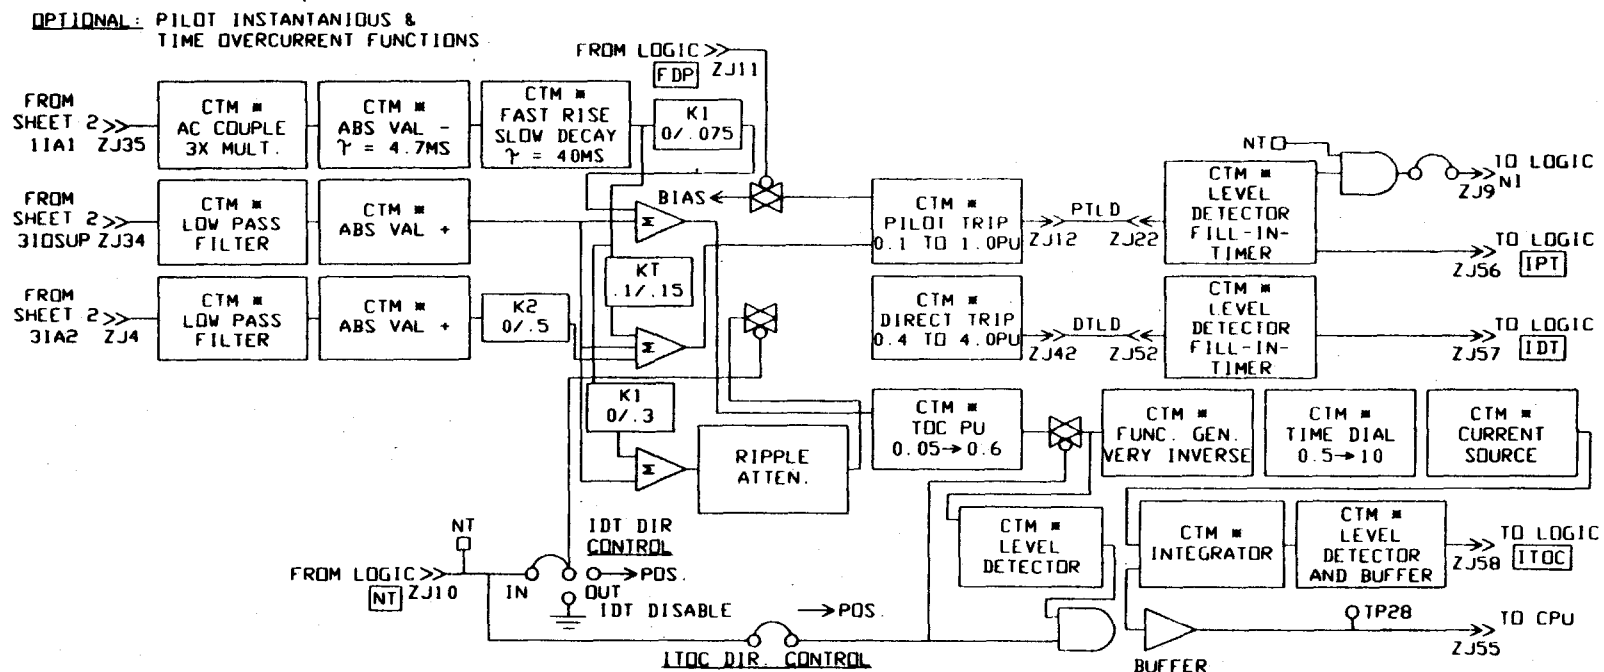 OPTIONAL: PILOT INSTANTANIOUS &
TIME OVERCURRENT FUNCTIONS
FROM LOGIC
FDP
ZJ11
FROM
SHEET 2
1IA1
ZJ35
CTM *
AC COUPLE
3X MULT.
CTM *
ABS VAL -
τ = 4.7MS
CTM *
FAST RISE
SLOW DECAY
τ = 40MS
K1
0/.075
NT
TO LOGIC
N1
ZJ9
FROM
SHEET 2
3IOSUP
ZJ34
CTM *
LOW PASS
FILTER
CTM *
ABS VAL +
Σ
BIAS
CTM *
PILOT TRIP
0.1 TO 1.0PU
PTLD
ZJ12
ZJ22
CTM *
LEVEL
DETECTOR
FILL-IN-
TIMER
TO LOGIC
IPT
ZJ56
FROM
SHEET 2
3IA2
ZJ4
CTM *
LOW PASS
FILTER
CTM *
ABS VAL +
K2
0/.5
KT
.1/.15
Σ
CTM *
DIRECT TRIP
0.4 TO 4.0PU
DTLD
ZJ42
ZJ52
CTM *
LEVEL
DETECTOR
FILL-IN-
TIMER
TO LOGIC
IDT
ZJ57
K1
0/.3
Σ
RIPPLE
ATTEN.
CTM *
TOC PU
0.05→0.6
CTM *
FUNC. GEN.
VERY INVERSE
CTM *
TIME DIAL
0.5→10
CTM *
CURRENT
SOURCE
CTM *
LEVEL
DETECTOR
CTM *
INTEGRATOR
CTM *
LEVEL
DETECTOR
AND BUFFER
TO LOGIC
ITOC
ZJ58
NT
FROM LOGIC
NT
ZJ10
IN
OUT
IDT DIR
CONTROL
→POS.
IDT DISABLE
→POS.
ITOC DIR. CONTROL
BUFFER
TP28
TO CPU
ZJ55